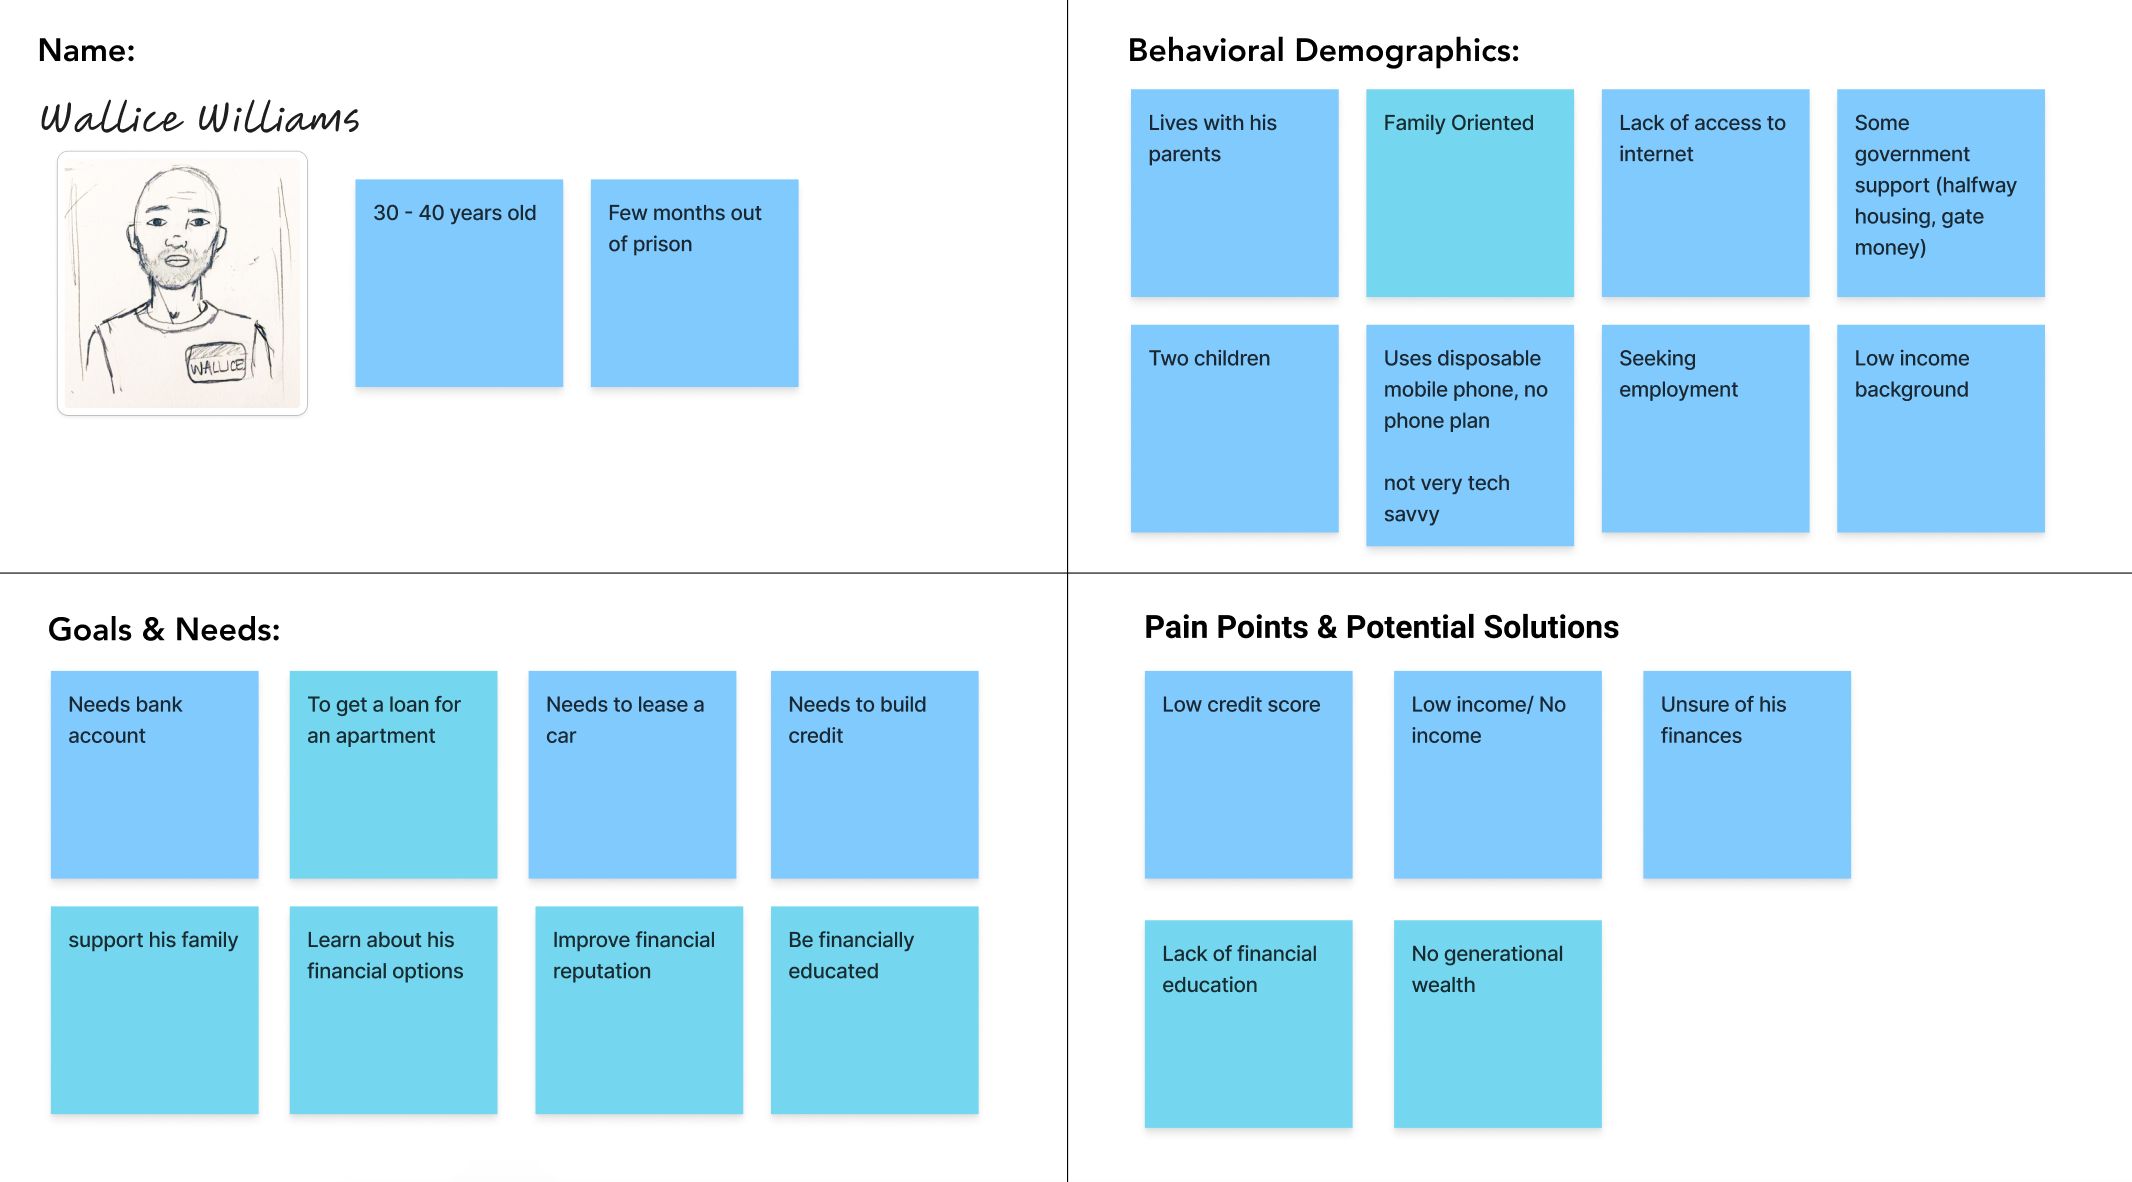 Name:
Wallice Williams
WALLICE
30 - 40 years old
Few months out
of prison
Behavioral Demographics:
Lives with his
parents
Family Oriented
Lack of access to
internet
Some
government
support (halfway
housing, gate
money)
Two children
Uses disposable
mobile phone, no
phone plan
not very tech
savvy
Seeking
employment
Low income
background
Goals & Needs:
Needs bank
account
To get a loan for
an apartment
Needs to lease a
car
Needs to build
credit
support his family
Learn about his
financial options
Improve financial
reputation
Be financially
educated
Pain Points & Potential Solutions
Low credit score
Low income/ No
income
Unsure of his
finances
Lack of financial
education
No generational
wealth